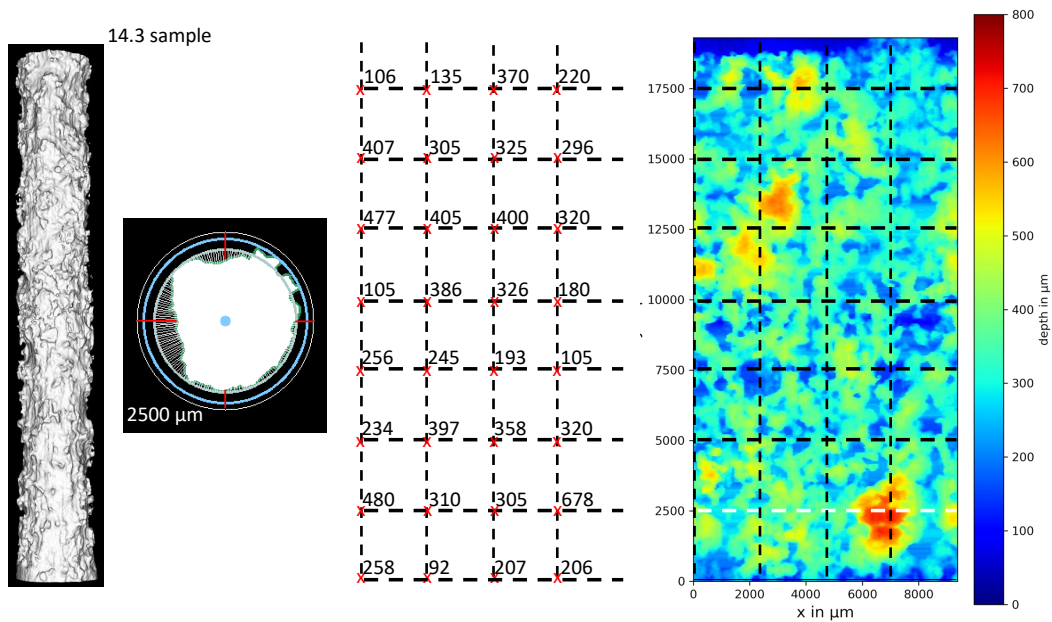 14.3 sample
2500 µm
106 135 370 220
407 305 325 296
477 405 400 320
105 386 326 180
256 245 193 105
234 397 358 320
480 310 305 678
258 92 207 206
17500
15000
12500
10000
7500
5000
2500
0
0 2000 4000 6000 8000
x in µm
800
700
600
500
400
300
200
100
0
depth in µm